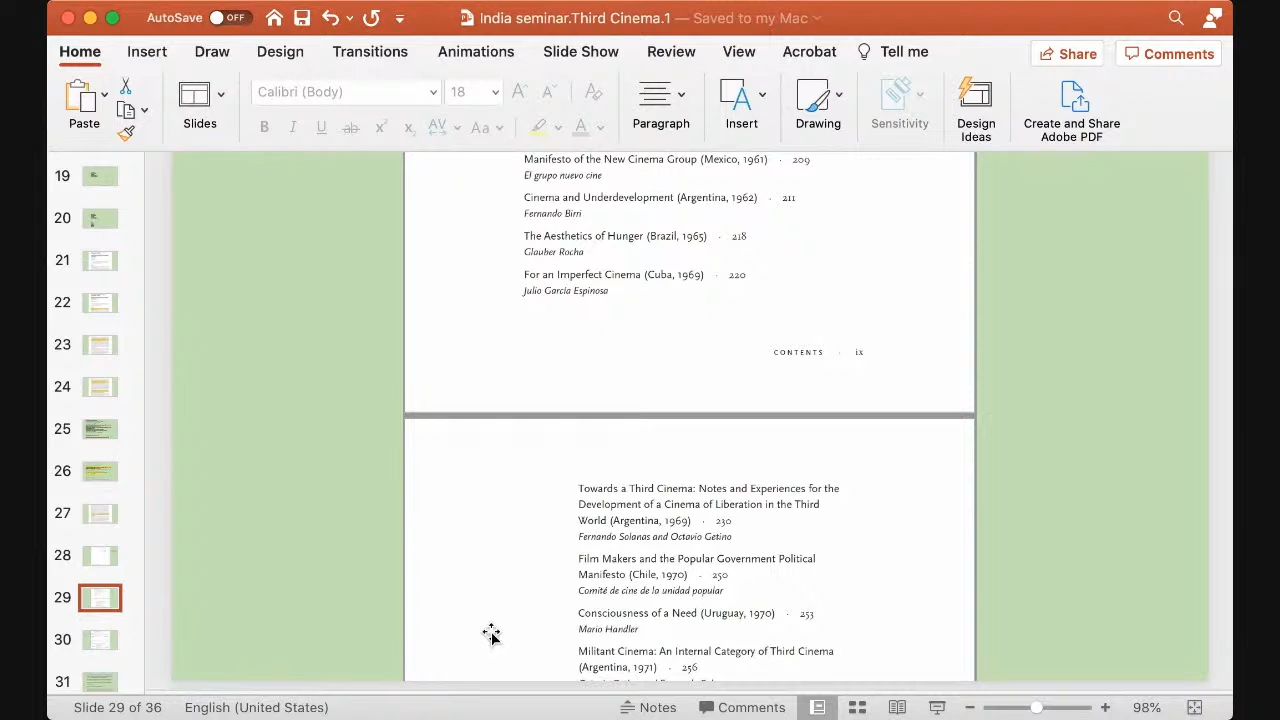 AutoSave OFF
India seminar.Third Cinema.1 — Saved to my Mac
Home Insert Draw Design Transitions Animations Slide Show Review View Acrobat Tell me
Share Comments
Paste
Slides
Calibri (Body) 18
Paragraph
Insert
Drawing
Sensitivity
Design Ideas
Create and Share Adobe PDF
19
20
21
22
23
24
25
26
27
28
29
30
31
Manifesto of the New Cinema Group (Mexico, 1961) · 209
El grupo nuevo cine
Cinema and Underdevelopment (Argentina, 1962) · 211
Fernando Birri
The Aesthetics of Hunger (Brazil, 1965) · 218
Glauber Rocha
For an Imperfect Cinema (Cuba, 1969) · 220
Julio García Espinosa
CONTENTS · ix
Towards a Third Cinema: Notes and Experiences for the
Development of a Cinema of Liberation in the Third
World (Argentina, 1969) · 230
Fernando Solanas and Octavio Getino
Film Makers and the Popular Government Political
Manifesto (Chile, 1970) · 250
Comité de cine de la unidad popular
Consciousness of a Need (Uruguay, 1970) · 253
Mario Handler
Militant Cinema: An Internal Category of Third Cinema
(Argentina, 1971) · 256
Slide 29 of 36 English (United States) Notes Comments 98%